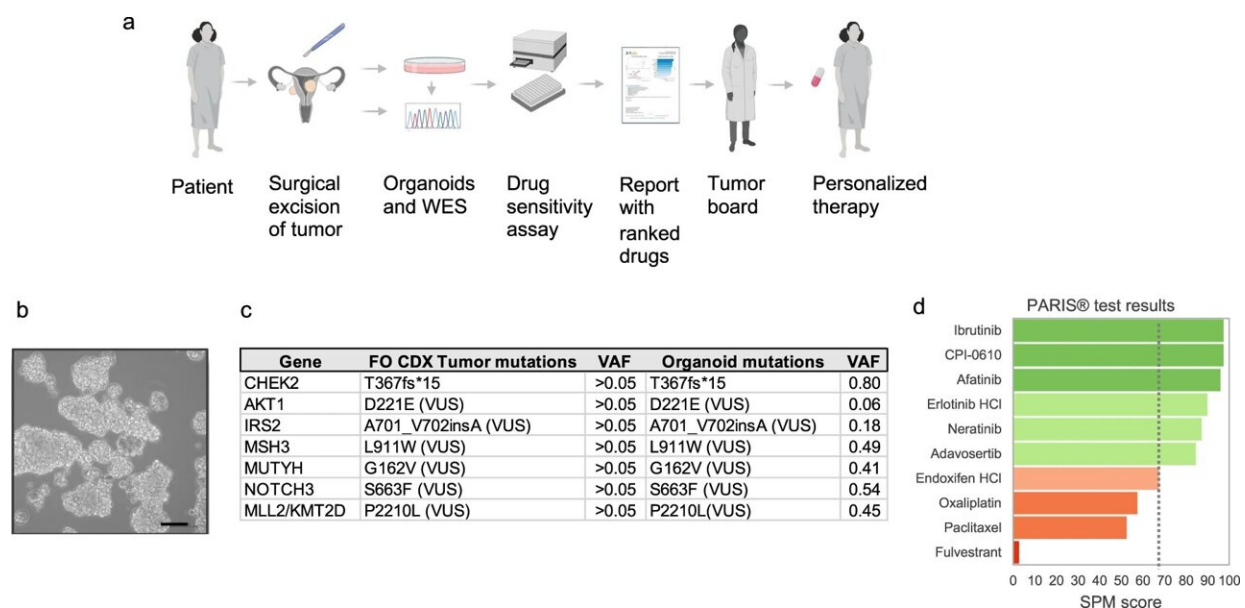 a
Patient
Surgical
excision
of tumor
Organoids
and WES
Drug
sensitivity
assay
Report
with
ranked
drugs
Tumor
board
Personalized
therapy
b
c
Gene FO CDX Tumor mutations VAF Organoid mutations VAF
CHEK2 T367fs*15 >0.05 T367fs*15 0.80
AKT1 D221E (VUS) >0.05 D221E (VUS) 0.06
IRS2 A701_V702insA (VUS) >0.05 A701_V702insA (VUS) 0.18
MSH3 L911W (VUS) >0.05 L911W (VUS) 0.49
MUTYH G162V (VUS) >0.05 G162V (VUS) 0.41
NOTCH3 S663F (VUS) >0.05 S663F (VUS) 0.54
MLL2/KMT2D P2210L (VUS) >0.05 P2210L(VUS) 0.45
d
PARIS® test results
Ibrutinib
CPI-0610
Afatinib
Erlotinib HCl
Neratinib
Adavosertib
Endoxifen HCl
Oxaliplatin
Paclitaxel
Fulvestrant
0 10 20 30 40 50 60 70 80 90 100
SPM score